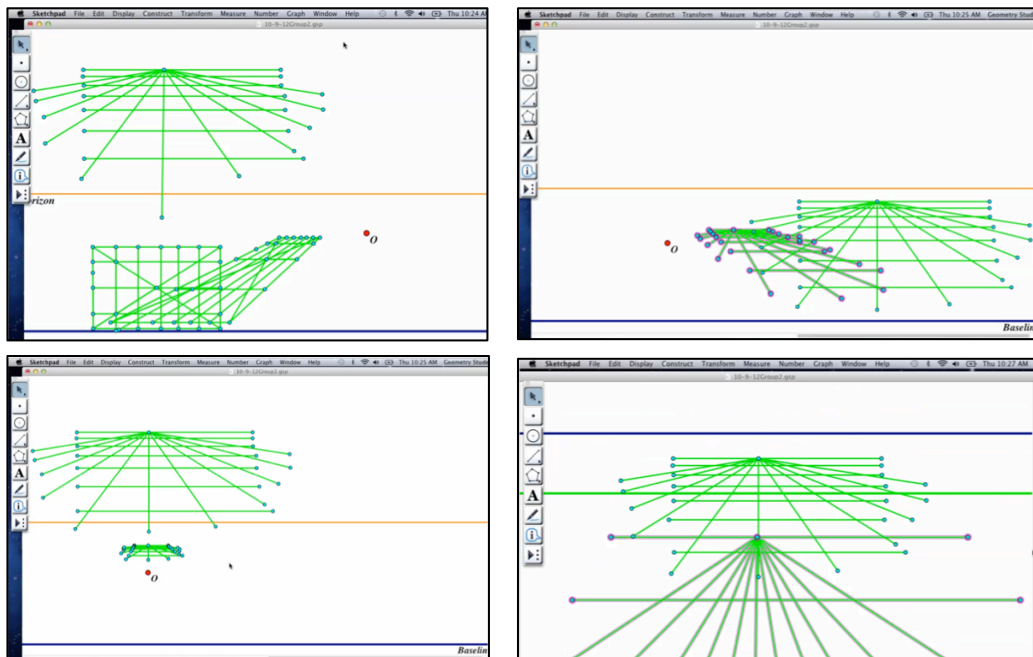 Sketchpad File Edit Display Construct Transform Measure Number Graph Window Help Thu 10:24 A
10-9-12Group2.gsp
A
rizon
O
Sketchpad File Edit Display Construct Transform Measure Number Graph Window Help Thu 10:25 AM Geometry Stud
10-9-12Group2.gsp
A
O
Baselin
Sketchpad File Edit Display Construct Transform Measure Number Graph Window Help Thu 10:25 AM Geometry Stude
10-9-12Group2.gsp
A
O
Baselin
Sketchpad File Edit Display Construct Transform Measure Number Graph Window Help Thu 10:27 AM
10-9-12Group2.gsp
A